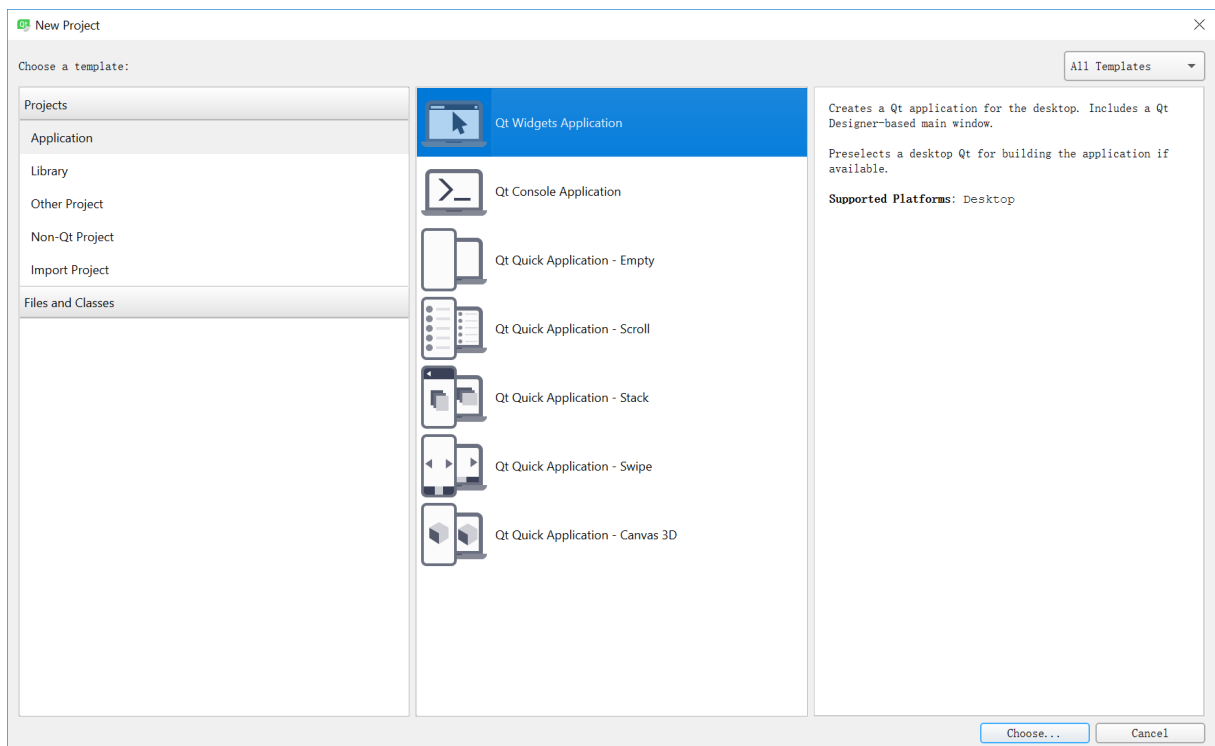 New Project
Choose a template:
All Templates
Projects
Application
Library
Other Project
Non-Qt Project
Import Project
Files and Classes
Qt Widgets Application
Qt Console Application
Qt Quick Application - Empty
Qt Quick Application - Scroll
Qt Quick Application - Stack
Qt Quick Application - Swipe
Qt Quick Application - Canvas 3D
Creates a Qt application for the desktop. Includes a Qt
Designer-based main window.
Preselects a desktop Qt for building the application if
available.
Supported Platforms: Desktop
Choose...
Cancel